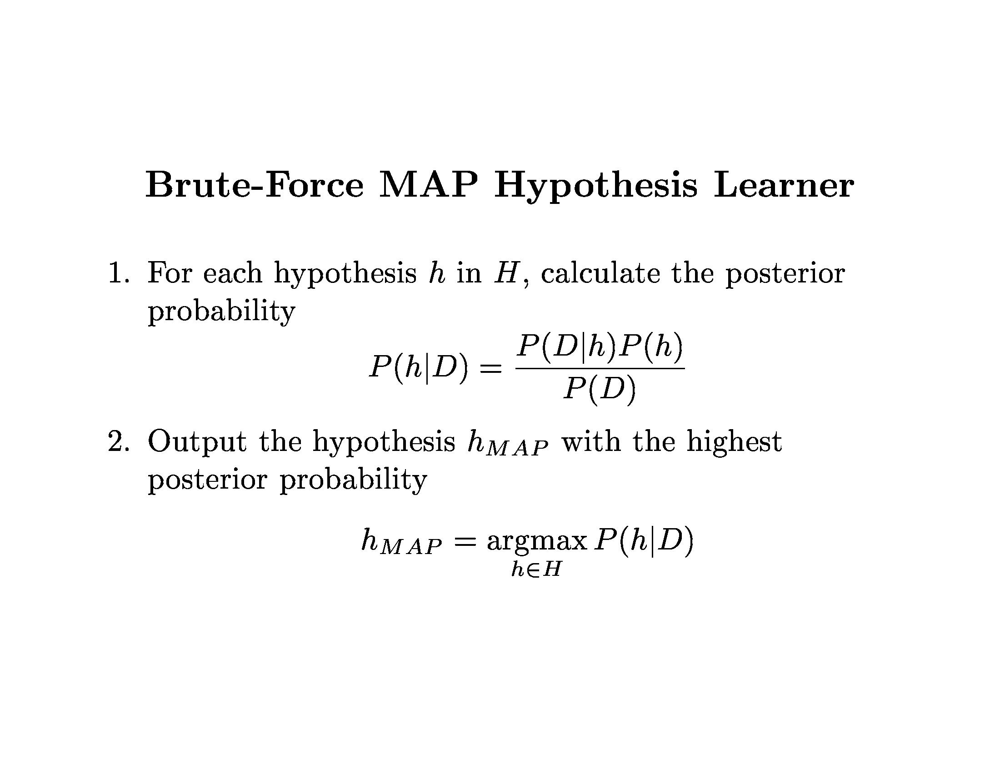 Brute-Force MAP Hypothesis Learner
1. For each hypothesis h in H, calculate the posterior
probability
P(h|D) = \frac{P(D|h)P(h)}{P(D)}
2. Output the hypothesis h_{MAP} with the highest
posterior probability
h_{MAP} = \underset{h \in H}{\operatorname{argmax}} P(h|D)